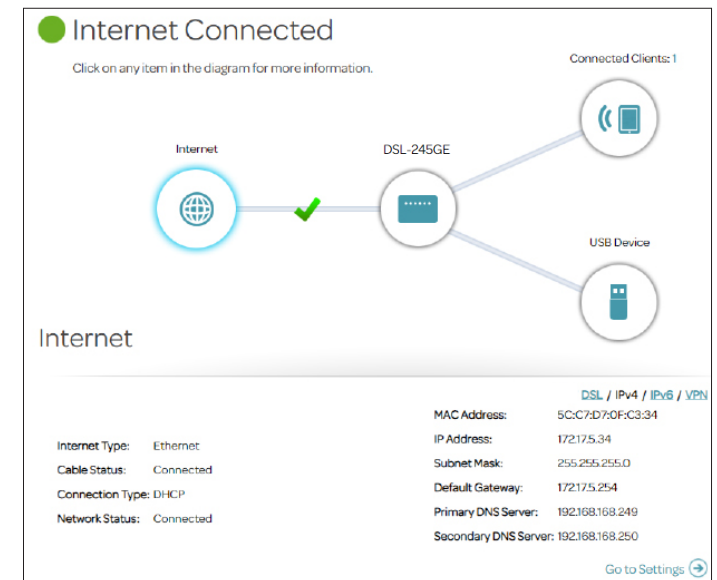 Internet Connected
Click on any item in the diagram for more information.
Connected Clients: 1
Internet
DSL-245GE
USB Device
Internet
DSL / IPv4 / IPv6 / VPN
MAC Address: 5C:C7:D7:0F:C3:34
Internet Type: Ethernet
IP Address: 172.17.5.34
Cable Status: Connected
Subnet Mask: 255.255.255.0
Connection Type: DHCP
Default Gateway: 172.17.5.254
Network Status: Connected
Primary DNS Server: 192.168.168.249
Secondary DNS Server: 192.168.168.250
Go to Settings